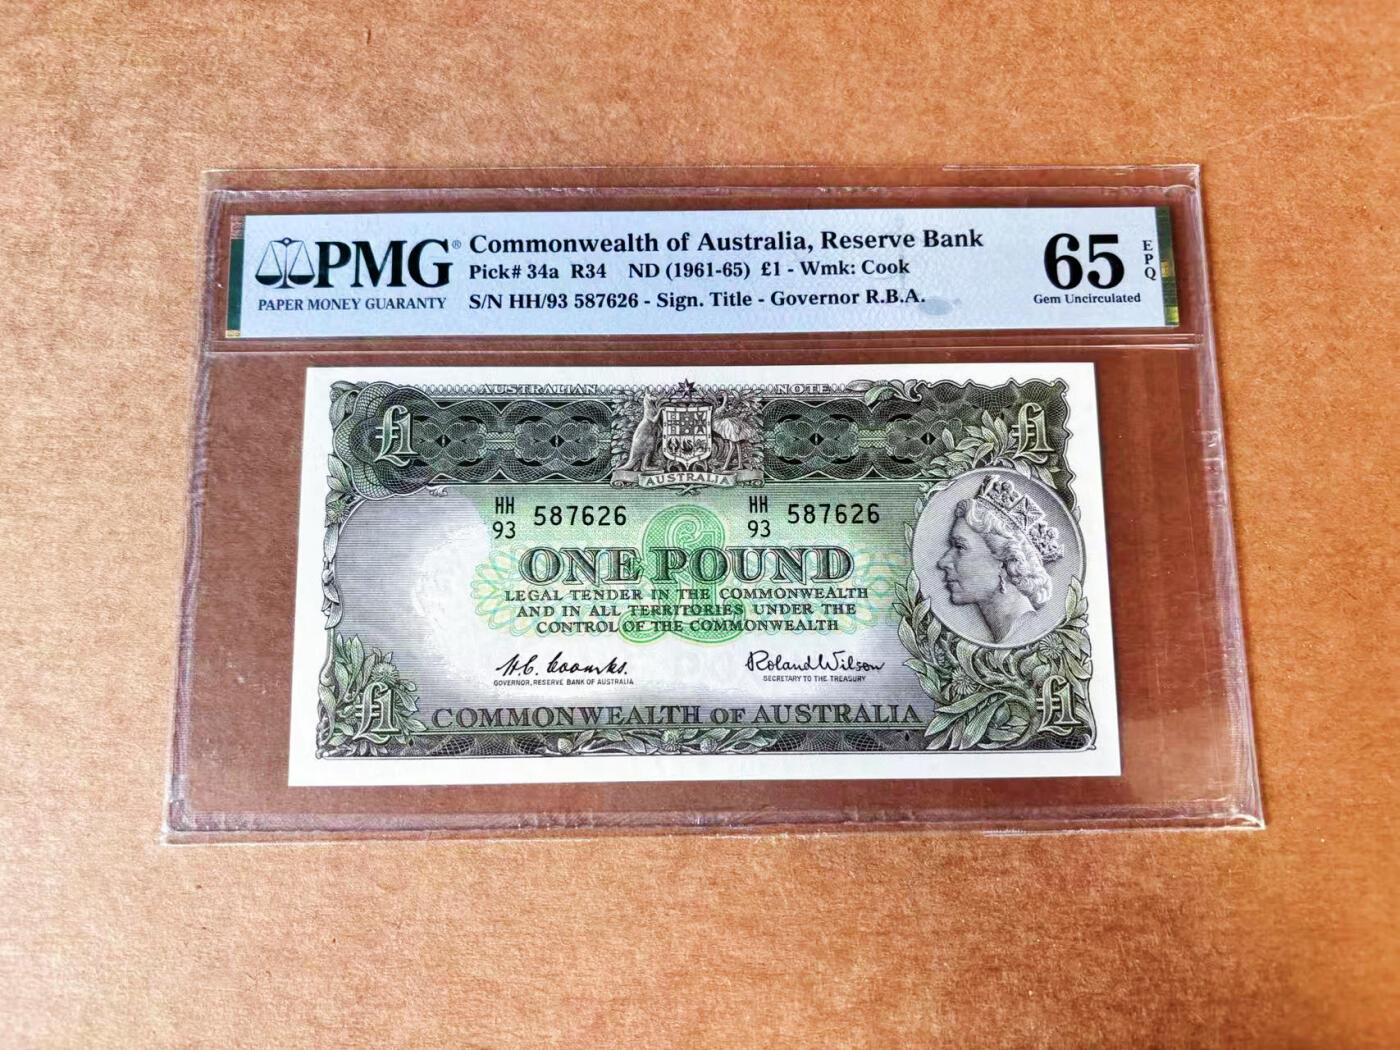 PMG®
PAPER MONEY GUARANTY
Commonwealth of Australia, Reserve Bank
Pick# 34a R34 ND (1961-65) £1 - Wmk: Cook
S/N HH/93 587626 - Sign. Title - Governor R.B.A.
65
EPQ
Gem Uncirculated
AUSTRALIAN NOTE
£1 £1
AUSTRALIA
HH
93 587626
HH
93 587626
ONE POUND
LEGAL TENDER IN THE COMMONWEALTH
AND IN ALL TERRITORIES UNDER THE
CONTROL OF THE COMMONWEALTH
H.C. Coombs.
GOVERNOR, RESERVE BANK OF AUSTRALIA
Roland Wilson
SECRETARY TO THE TREASURY
£1 £1
COMMONWEALTH OF AUSTRALIA